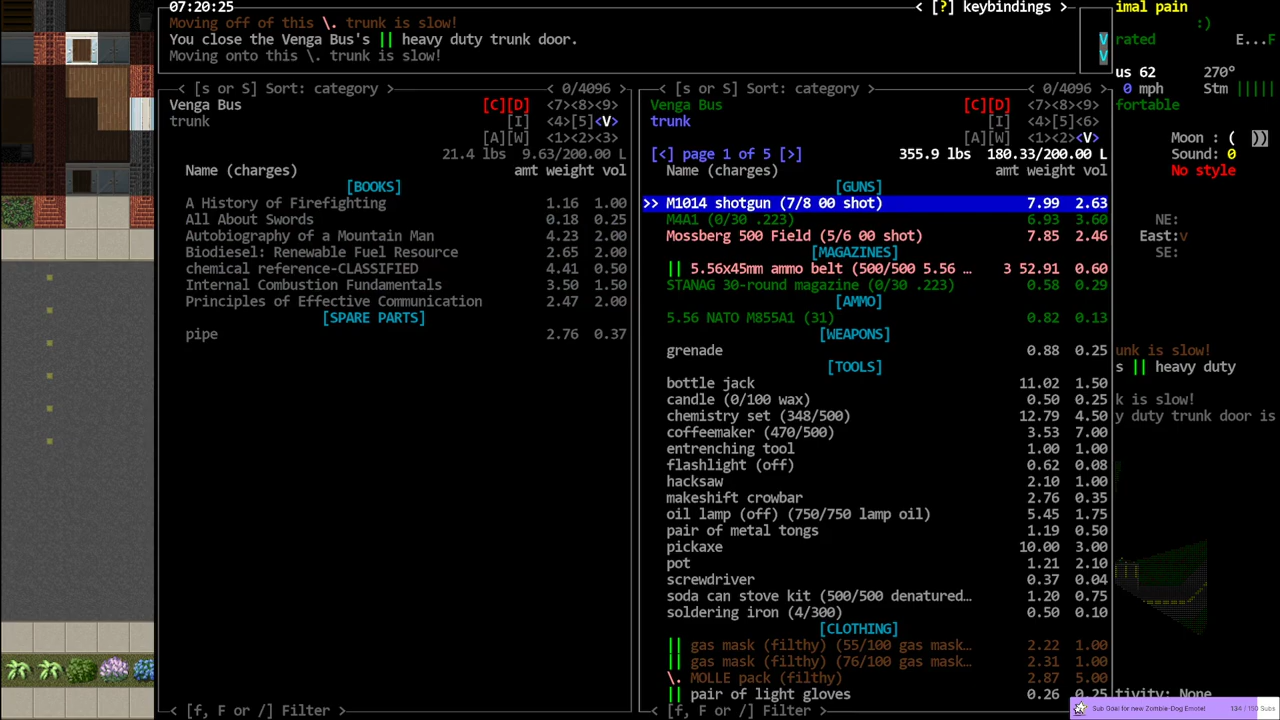 07:20:25
< [?] keybindings >
imal pain
Moving off of this \. trunk is slow!
:)
You close the Venga Bus's || heavy duty trunk door.
V
rated E...F
Moving onto this \. trunk is slow!
V
us 62 270°
0 mph Stm |||||
fortable
Moon : ( ))
Sound: 0
No style
NE:
East:v
SE:
unk is slow!
s || heavy duty
k is slow!
y duty trunk door is
tivity: None
Sub Goal for new Zombie-Dog Emote! 134 / 150 Subs
< [s or S] Sort: category > < 0/4096 >
Venga Bus [C][D] <7><8><9>
trunk [I] <4>[5]<V>
[A][W] <1><2><3>
21.4 lbs 9.63/200.00 L
Name (charges) amt weight vol
[BOOKS]
A History of Firefighting 1.16 1.00
All About Swords 0.18 0.25
Autobiography of a Mountain Man 4.23 2.00
Biodiesel: Renewable Fuel Resource 2.65 2.00
chemical reference-CLASSIFIED 4.41 0.50
Internal Combustion Fundamentals 3.50 1.50
Principles of Effective Communication 2.47 2.00
[SPARE PARTS]
pipe 2.76 0.37
< [f, F or /] Filter >
< [s or S] Sort: category > < 0/4096 >
Venga Bus [C][D] <7><8><9>
trunk [I] <4>[5]<6>
[A][W] <1><2><V>
[<] page 1 of 5 [>] 355.9 lbs 180.33/200.00 L
Name (charges) amt weight vol
[GUNS]
>> M1014 shotgun (7/8 00 shot) 7.99 2.63
M4A1 (0/30 .223) 6.93 3.60
Mossberg 500 Field (5/6 00 shot) 7.85 2.46
[MAGAZINES]
|| 5.56x45mm ammo belt (500/500 5.56 … 3 52.91 0.60
STANAG 30-round magazine (0/30 .223) 0.58 0.29
[AMMO]
5.56 NATO M855A1 (31) 0.82 0.13
[WEAPONS]
grenade 0.88 0.25
[TOOLS]
bottle jack 11.02 1.50
candle (0/100 wax) 0.50 0.25
chemistry set (348/500) 12.79 4.50
coffeemaker (470/500) 3.53 7.00
entrenching tool 1.00 1.00
flashlight (off) 0.62 0.08
hacksaw 2.10 1.00
makeshift crowbar 2.76 0.35
oil lamp (off) (750/750 lamp oil) 5.45 1.75
pair of metal tongs 1.19 0.50
pickaxe 10.00 3.00
pot 1.21 2.10
screwdriver 0.37 0.04
soda can stove kit (500/500 denatured… 1.20 0.75
soldering iron (4/300) 0.50 0.10
[CLOTHING]
|| gas mask (filthy) (55/100 gas mask… 2.22 1.00
|| gas mask (filthy) (76/100 gas mask… 2.31 1.00
\. MOLLE pack (filthy) 2.87 5.00
|| pair of light gloves 0.26 0.25
< [f, F or /] Filter >